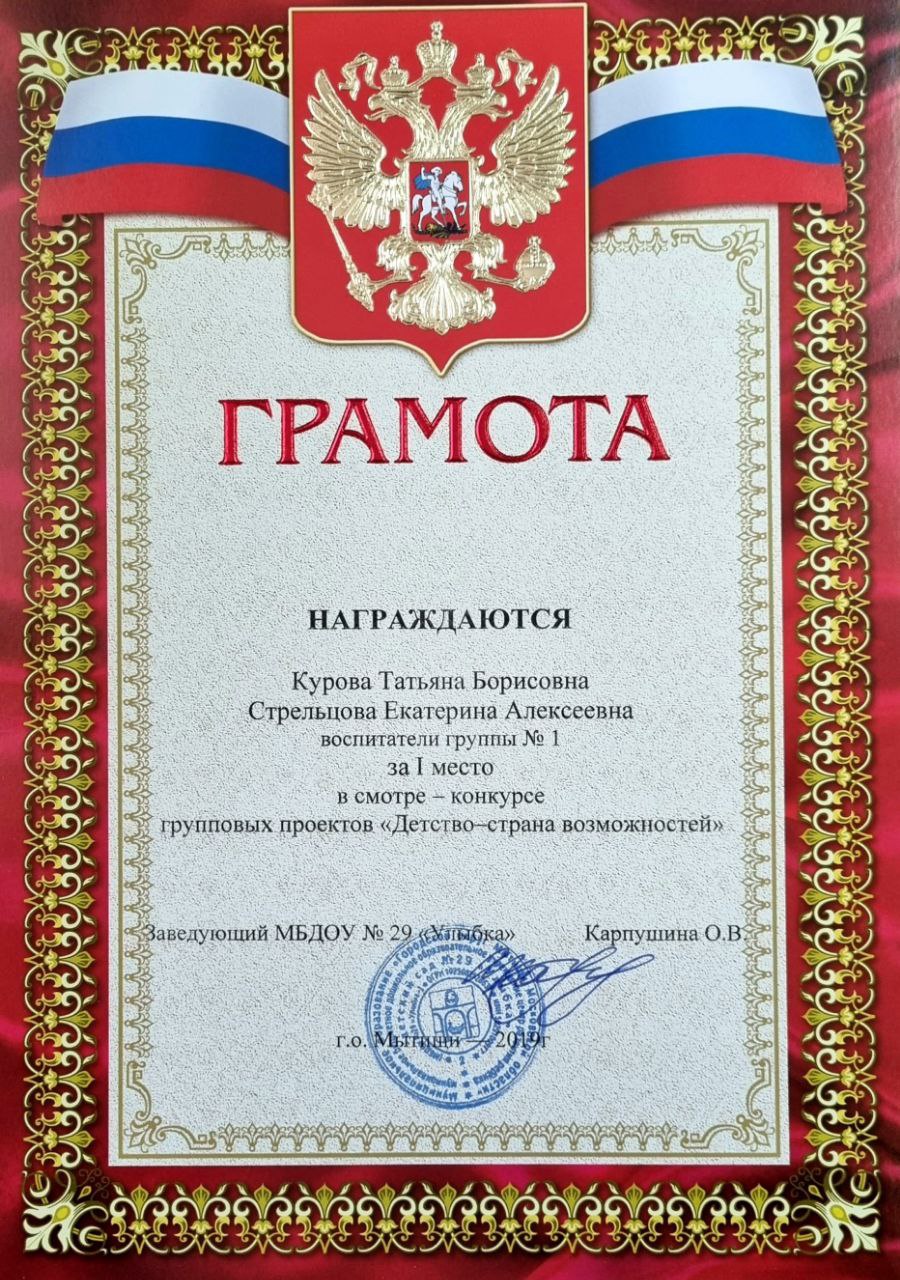 ГРАМОТА
НАГРАЖДАЮТСЯ
Курова Татьяна Борисовна
Стрельцова Екатерина Алексеевна
воспитатели группы № 1
за I место
в смотре – конкурсе
групповых проектов «Детство–страна возможностей»
Заведующий МБДОУ № 29 «Улыбка» Карпушина О.В.
г.о. Мытищи — 2019г